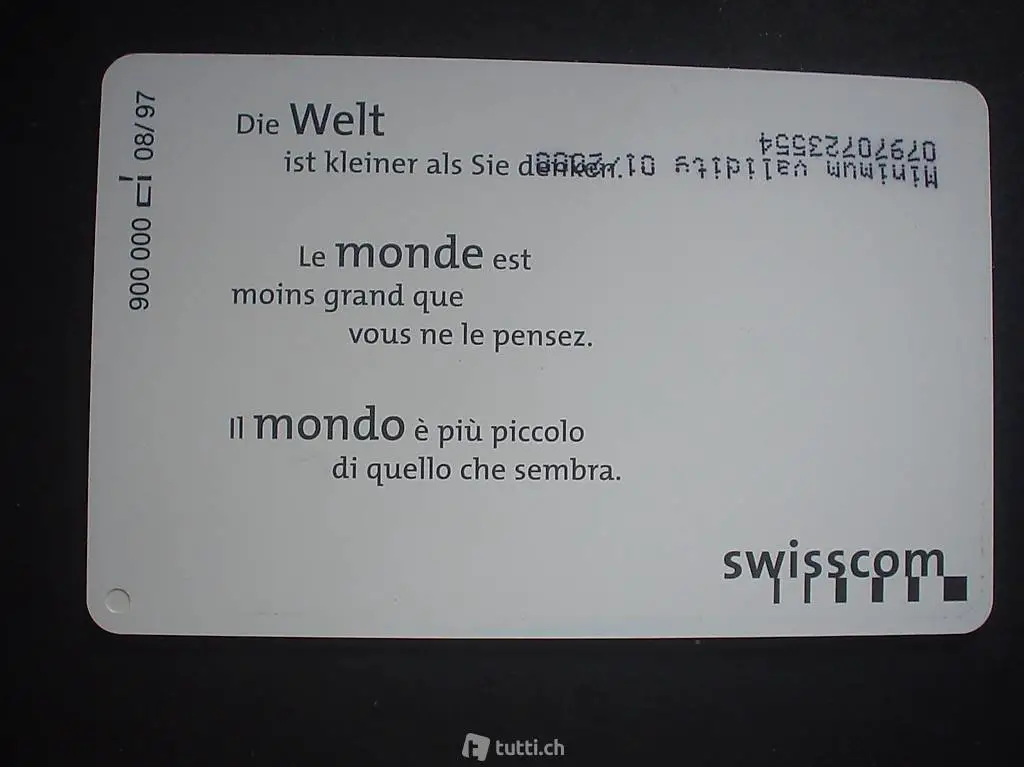 900 000 08/97
Die Welt
ist kleiner als Sie denken.
Minimum validity 01/2000
07970723554
Le monde est
moins grand que
vous ne le pensez.
Il mondo è più piccolo
di quello che sembra.
swisscom
tutti.ch